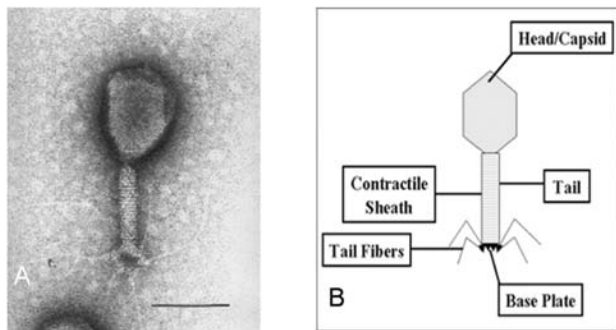 A
Head/Capsid
Contractile
Sheath
Tail
Tail Fibers
Base Plate
B